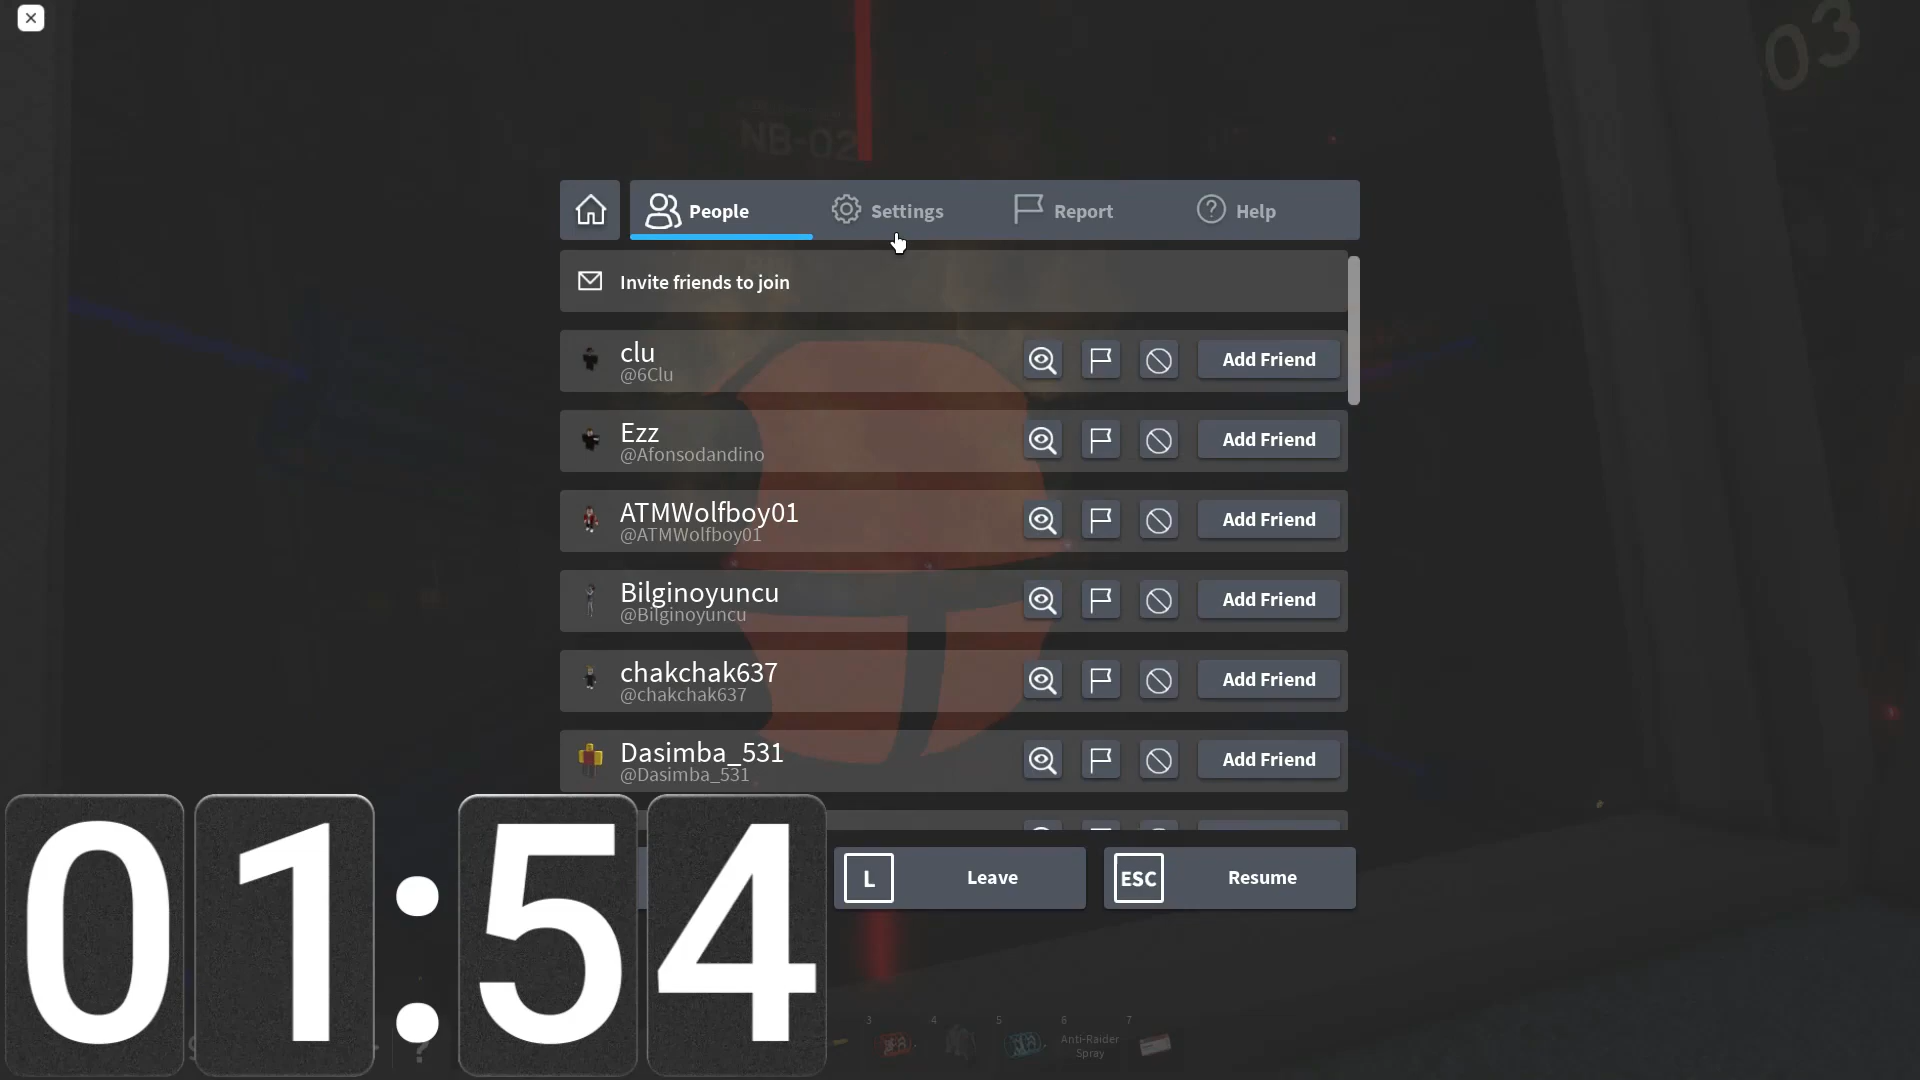 03
NB-02
People
Settings
Report
Help
Invite friends to join
clu
@6Clu
Add Friend
Ezz
@Afonsodandino
Add Friend
ATMWolfboy01
@ATMWolfboy01
Add Friend
Bilginoyuncu
@Bilginoyuncu
Add Friend
chakchak637
@chakchak637
Add Friend
Dasimba_531
@Dasimba_531
Add Friend
01:54
L Leave
ESC Resume
3 4 5 6 7
Anti-Raider
Spray